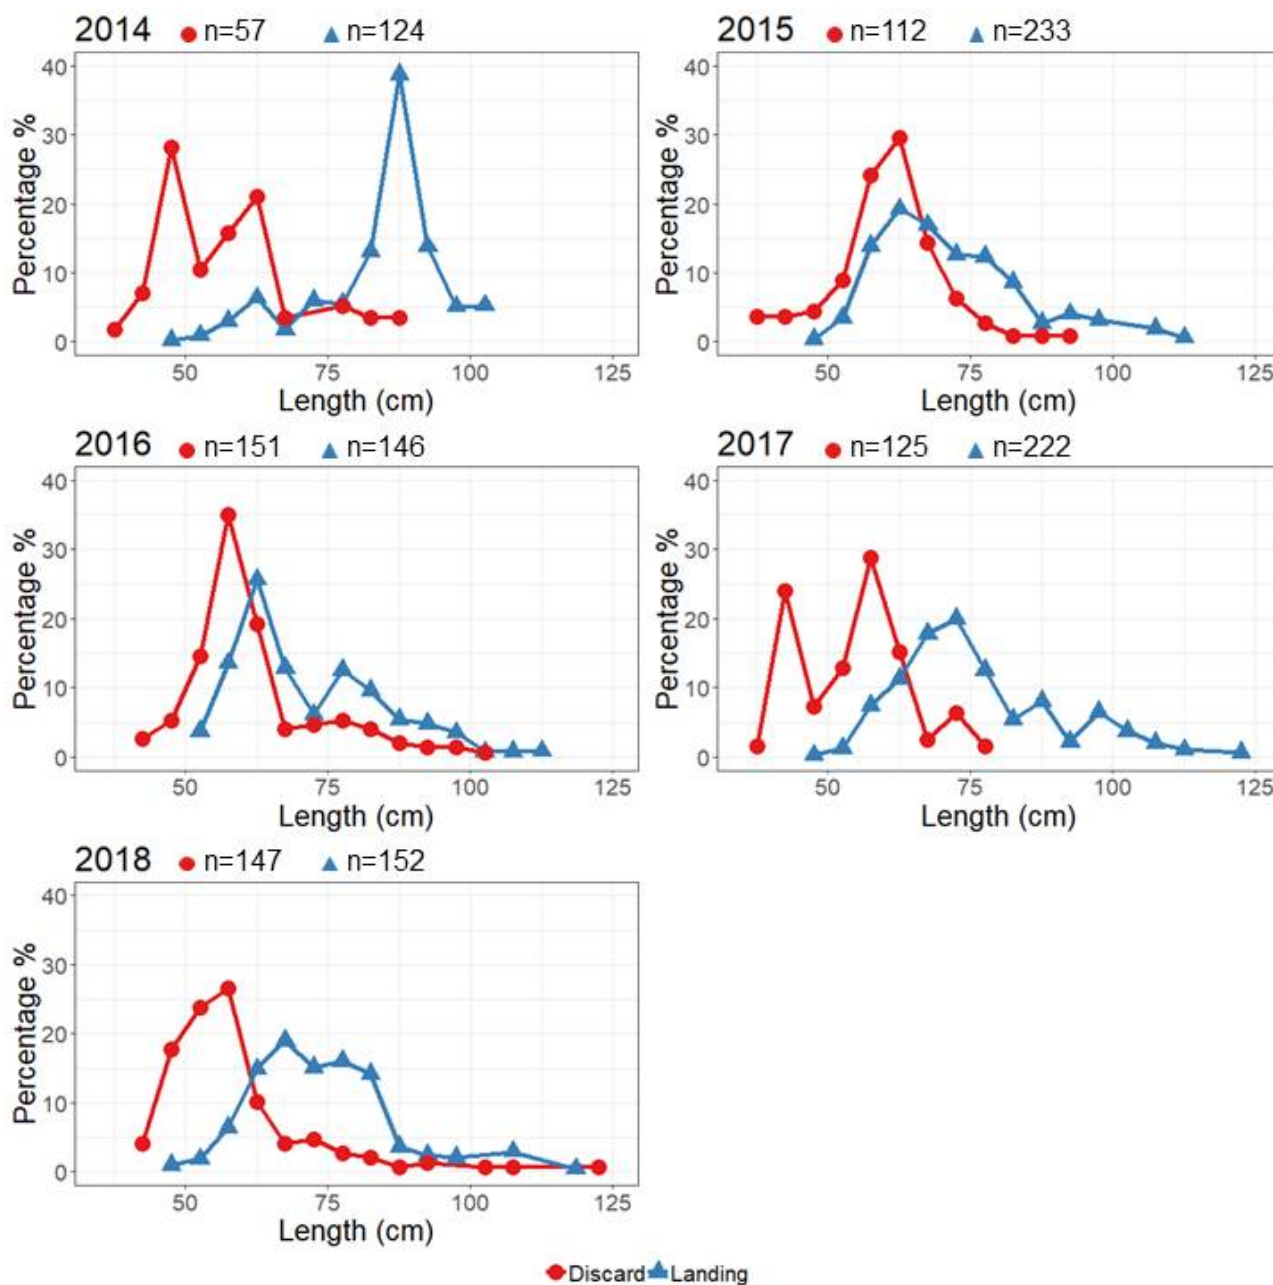 2014 n=57 n=124
40
30
20
10
0
Percentage %
50 75 100 125
Length (cm)
2015 n=112 n=233
40
30
20
10
0
Percentage %
50 75 100 125
Length (cm)
2016 n=151 n=146
40
30
20
10
0
Percentage %
50 75 100 125
Length (cm)
2017 n=125 n=222
40
30
20
10
0
Percentage %
50 75 100 125
Length (cm)
2018 n=147 n=152
40
30
20
10
0
Percentage %
50 75 100 125
Length (cm)
Discard Landing